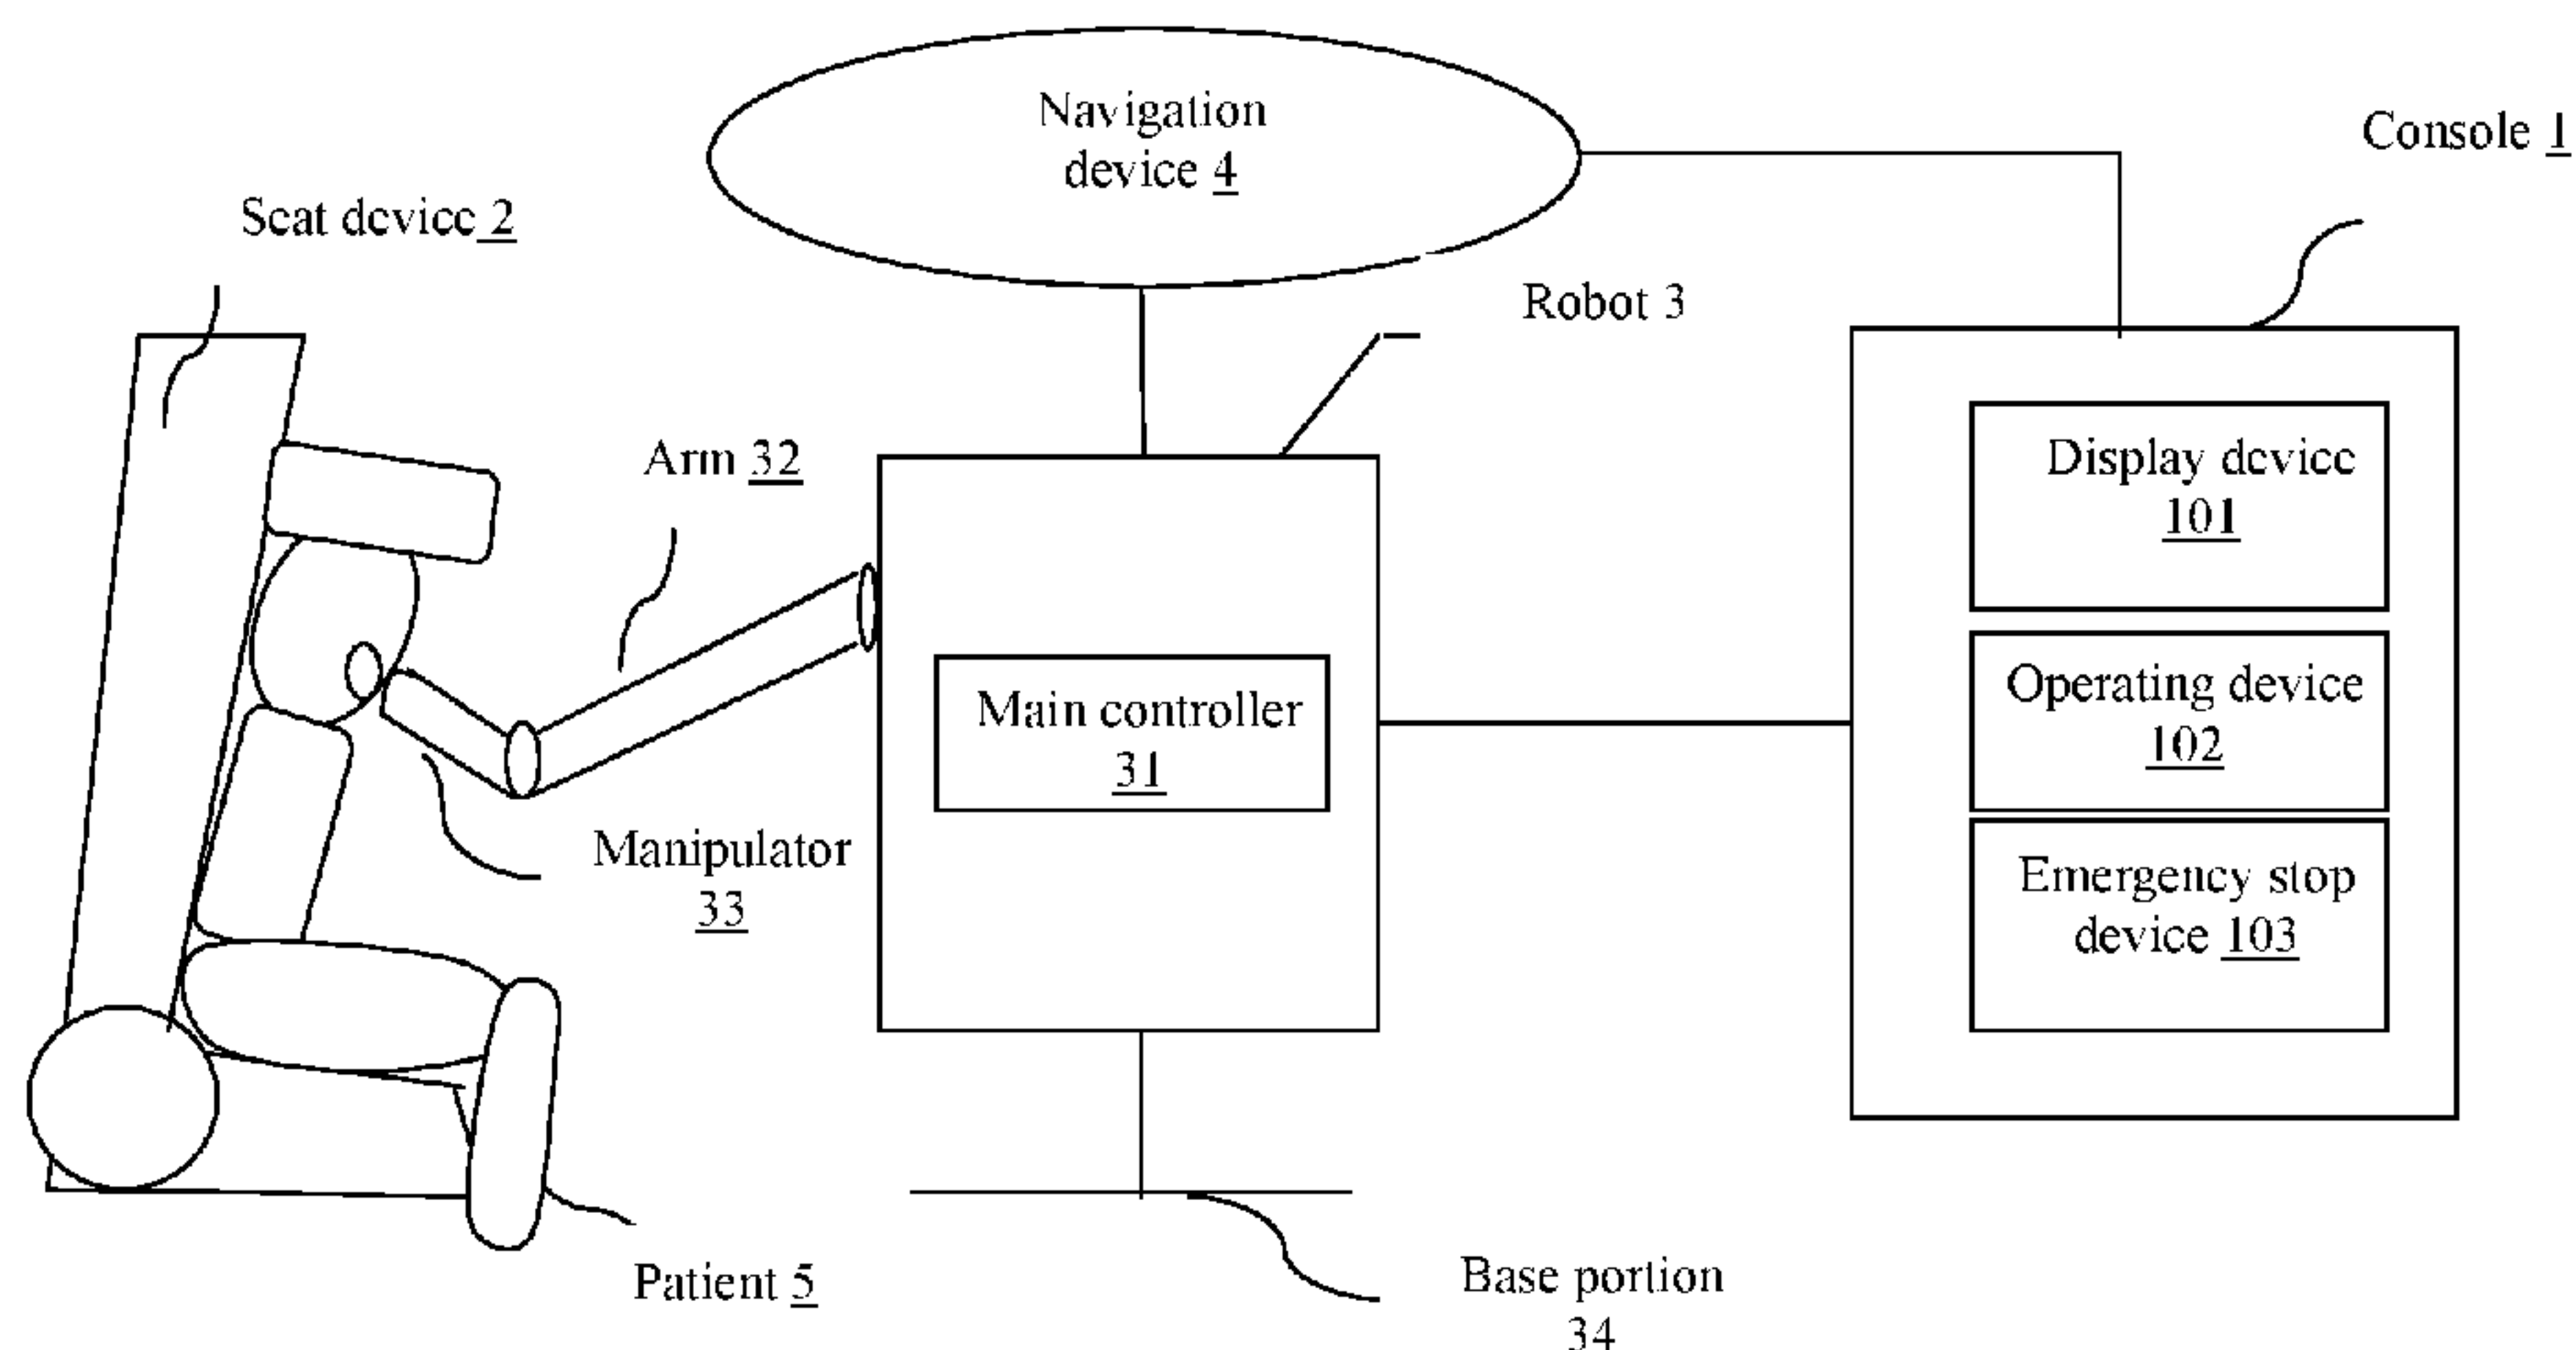 Navigation
device 4
Console 1
Seat device 2
Robot 3
Arm 32
Display device
101
Main controller
31
Operating device
102
Manipulator
33
Emergency stop
device 103
Patient 5
Base portion
34